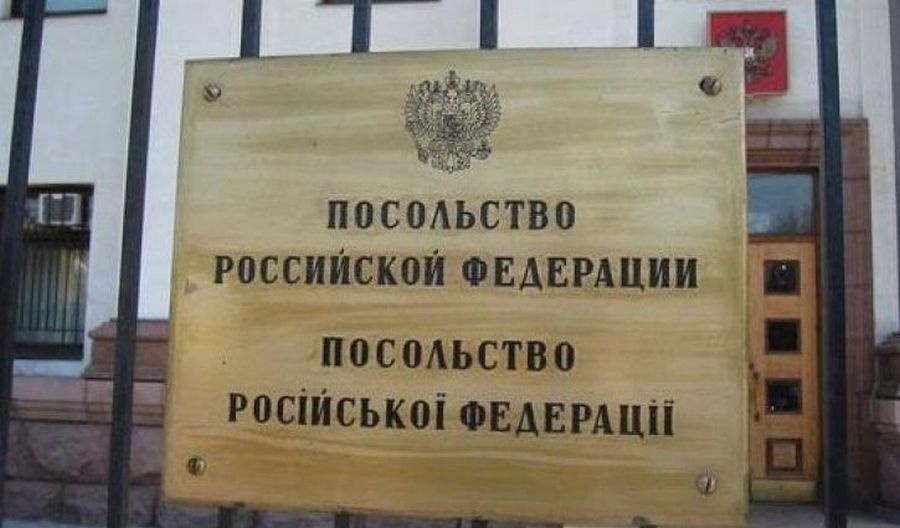 ПОСОЛЬСТВО
РОССИЙСКОЙ ФЕДЕРАЦИИ
ПОСОЛЬСТВО
РОСІЙСЬКОЇ ФЕДЕРАЦІЇ